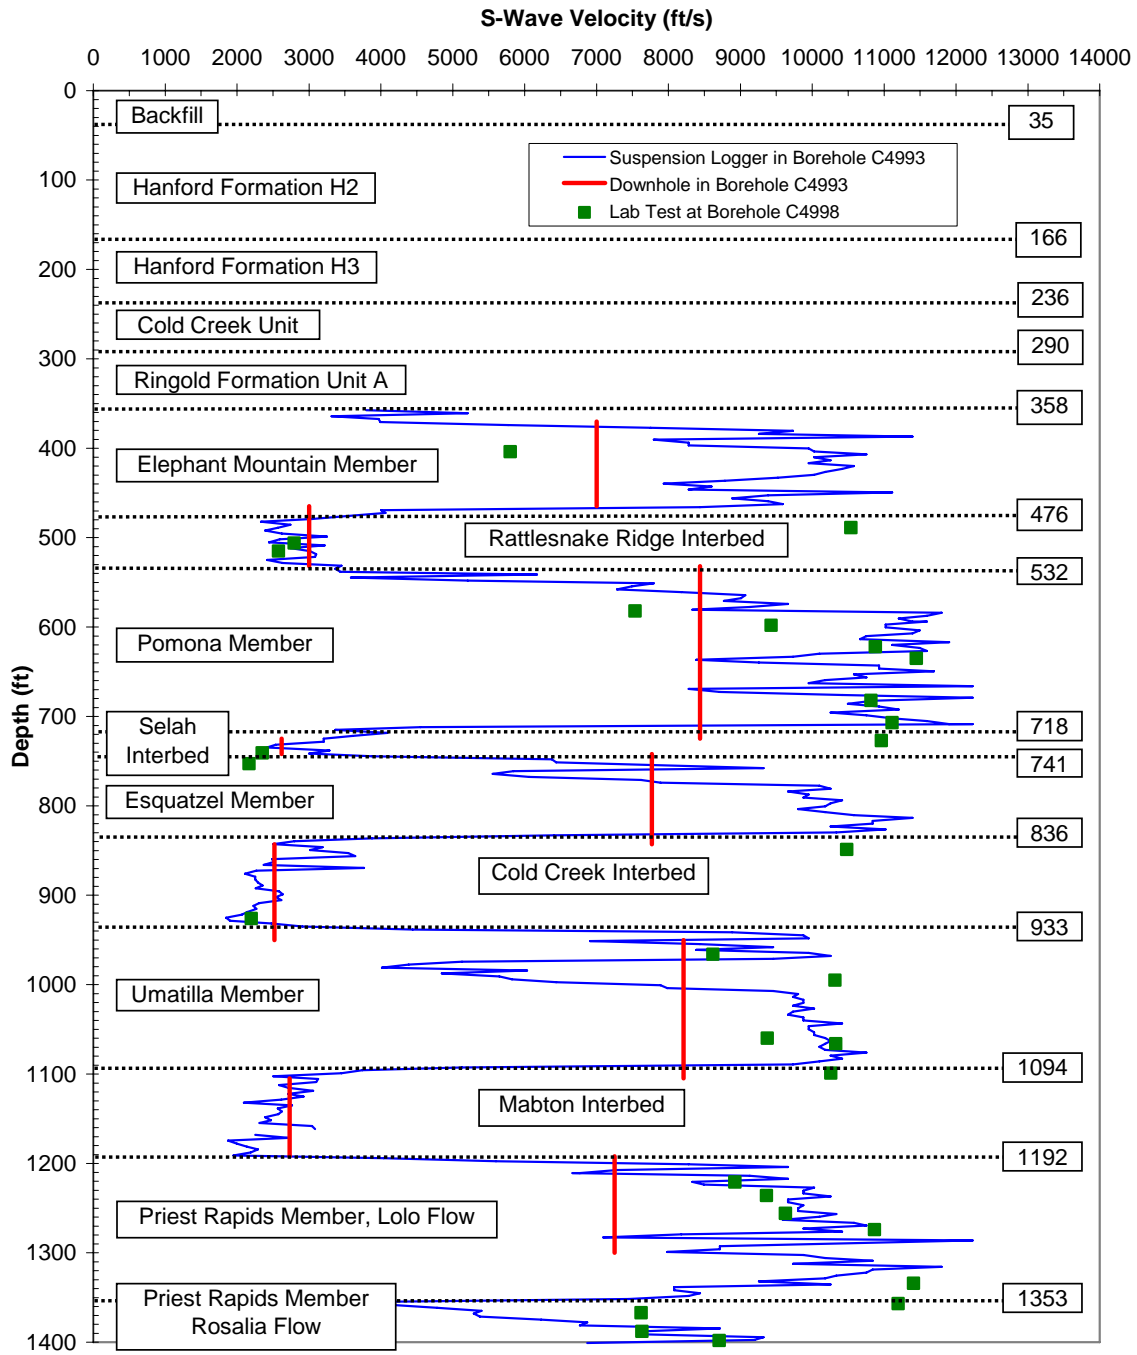 S-Wave Velocity (ft/s)
0 1000 2000 3000 4000 5000 6000 7000 8000 9000 10000 11000 12000 13000 14000
0
Backfill
35
Suspension Logger in Borehole C4993
100
Hanford Formation H2
Downhole in Borehole C4993
Lab Test at Borehole C4998
166
200
Hanford Formation H3
236
Cold Creek Unit
290
300
Ringold Formation Unit A
358
400
Elephant Mountain Member
476
500
Rattlesnake Ridge Interbed
532
600
Pomona Member
Depth (ft)
700
718
Selah
Interbed
741
800
Esquatzel Member
836
Cold Creek Interbed
900
933
1000
Umatilla Member
1094
1100
Mabton Interbed
1192
1200
Priest Rapids Member, Lolo Flow
1300
1353
Priest Rapids Member
Rosalia Flow
1400